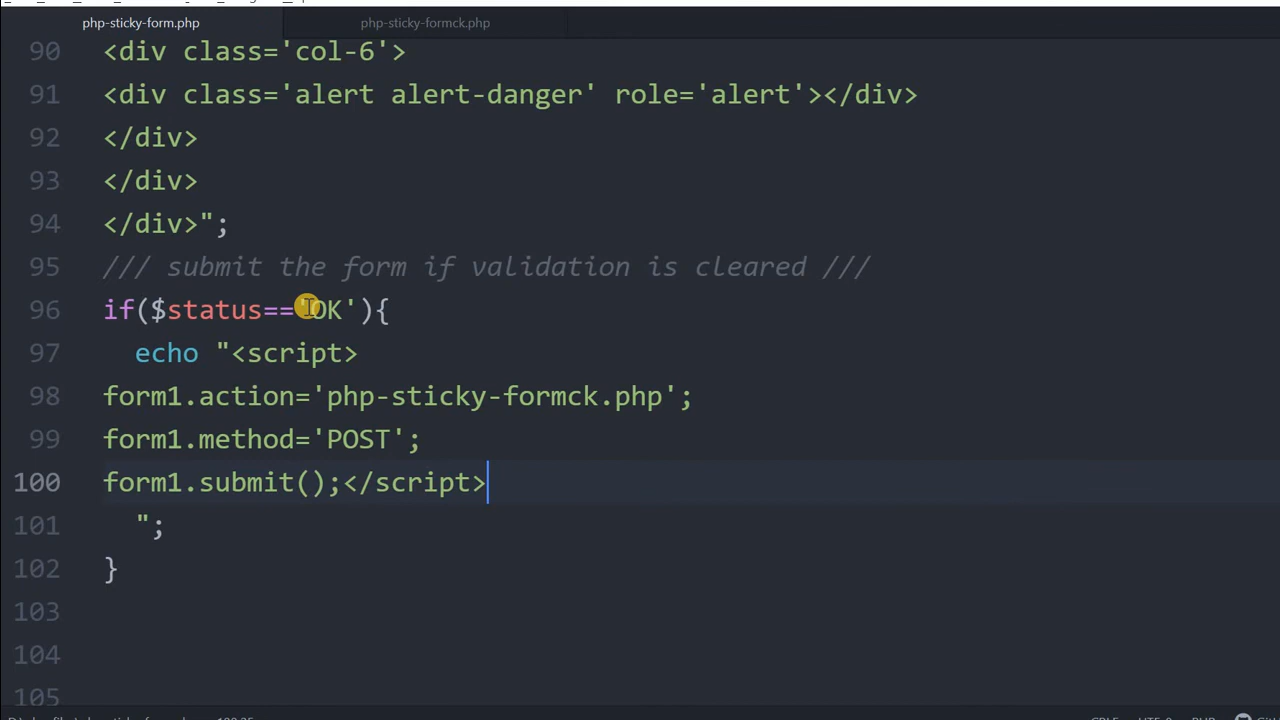 php-sticky-form.php php-sticky-formck.php
90 <div class='col-6'>
91 <div class='alert alert-danger' role='alert'></div>
92 </div>
93 </div>
94 </div>";
95 /// submit the form if validation is cleared ///
96 if($status=='OK'){
97 echo "<script>
98 form1.action='php-sticky-formck.php';
99 form1.method='POST';
100 form1.submit();</script>
101 ";
102 }
103
104
105